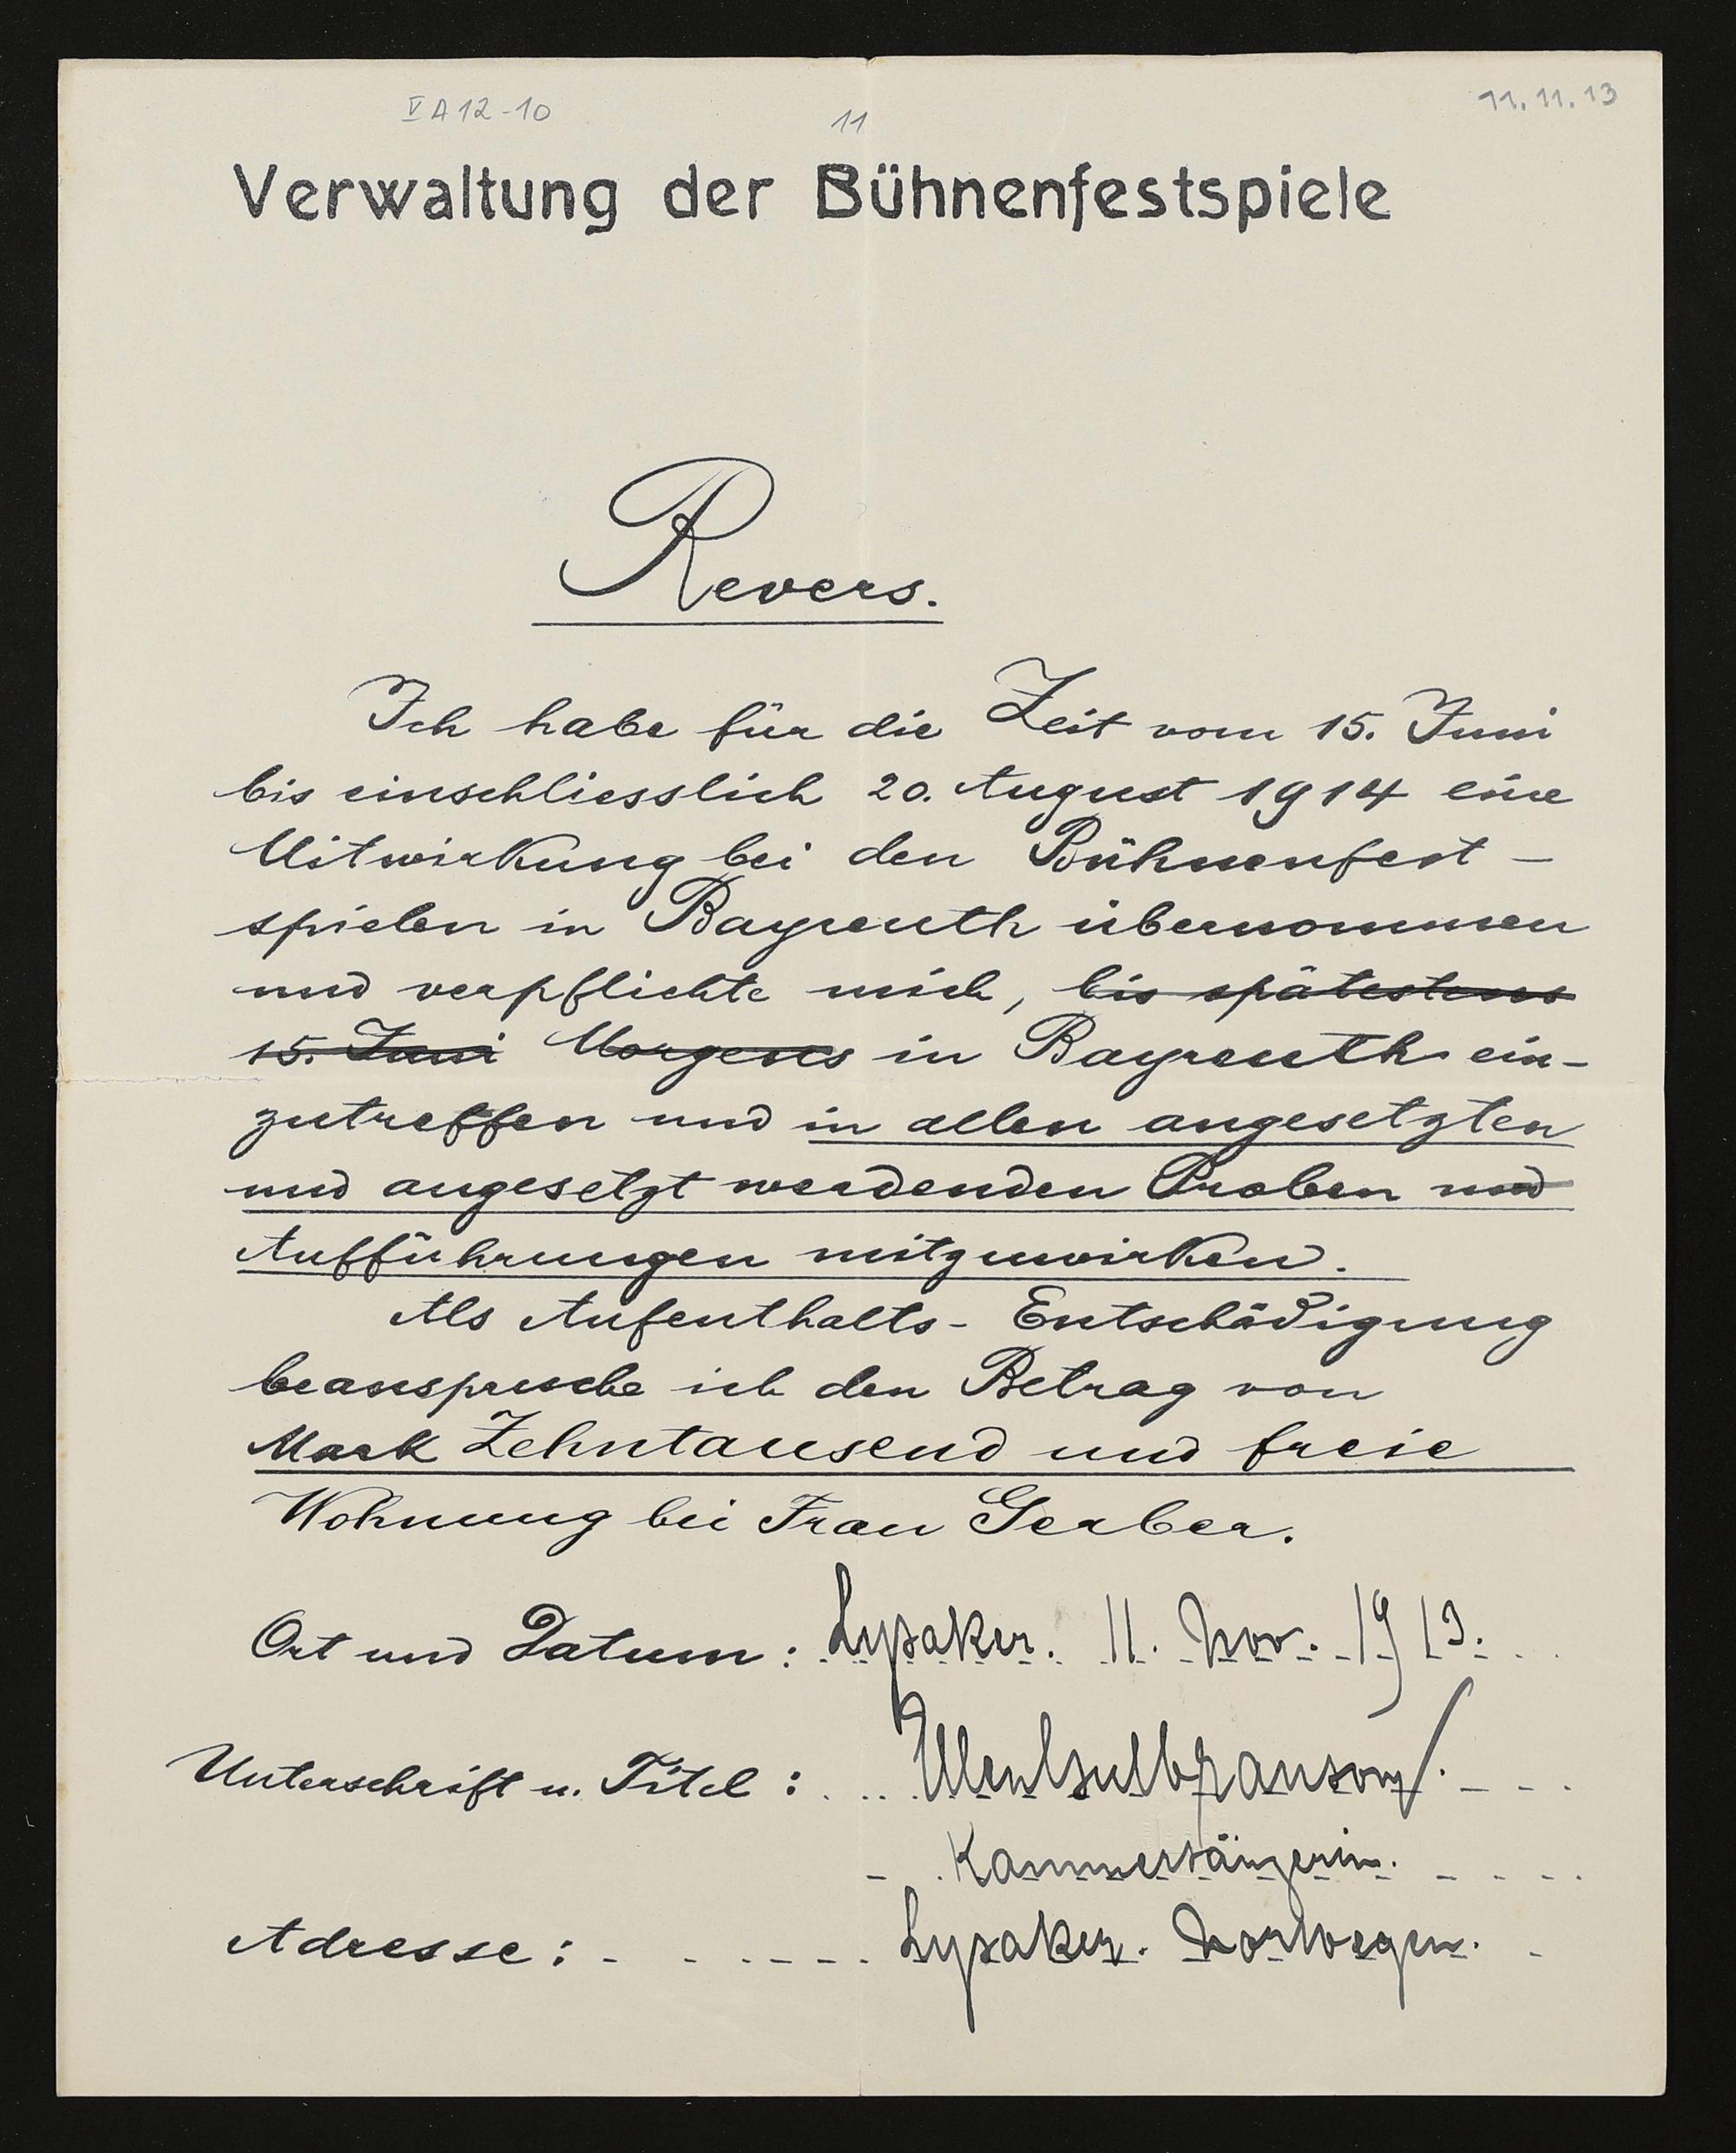 V A 12-10
11
11.11.13
Verwaltung der Bühnenfestspiele
Revers.
Ich habe für die Zeit vom 15. Juni
bis einschliesslich 20. August 1914 eine
Mitwirkung bei den Bühnenfest-
spielen in Bayreuth übernommen
und verpflichte mich, bis spätestens
15. Juni Morgens in Bayreuth ein-
zutreffen und in allen angesetzten
und angesetzt werdenden Proben und
Aufführungen mitzuwirken.
Als Aufenthalts-Entschädigung
beanspruche ich den Betrag von
Mark Zehntausend und freie
Wohnung bei Frau Gerber.
Ort und Datum: Lysaker. 11. Nov. 1913.
Unterschrift u. Titel: Ellen Gulbranson.
Kammersängerin.
Adresse: Lysaker. Norwegen.